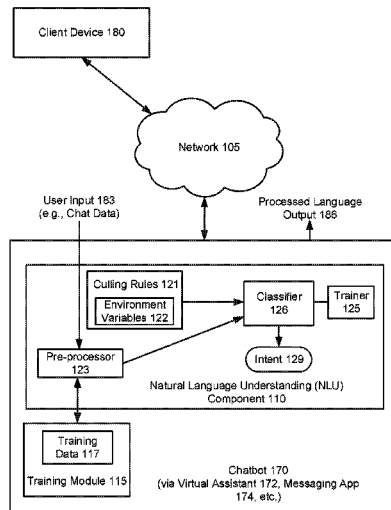 Client Device 180
Network 105
User Input 183
(e.g., Chat Data)
Processed Language
Output 186
Culling Rules 121
Environment
Variables 122
Classifier
126
Trainer
125
Pre-processor
123
Intent 129
Natural Language Understanding (NLU)
Component 110
Training
Data 117
Training Module 115
Chatbot 170
(via Virtual Assistant 172, Messaging App
174, etc.)